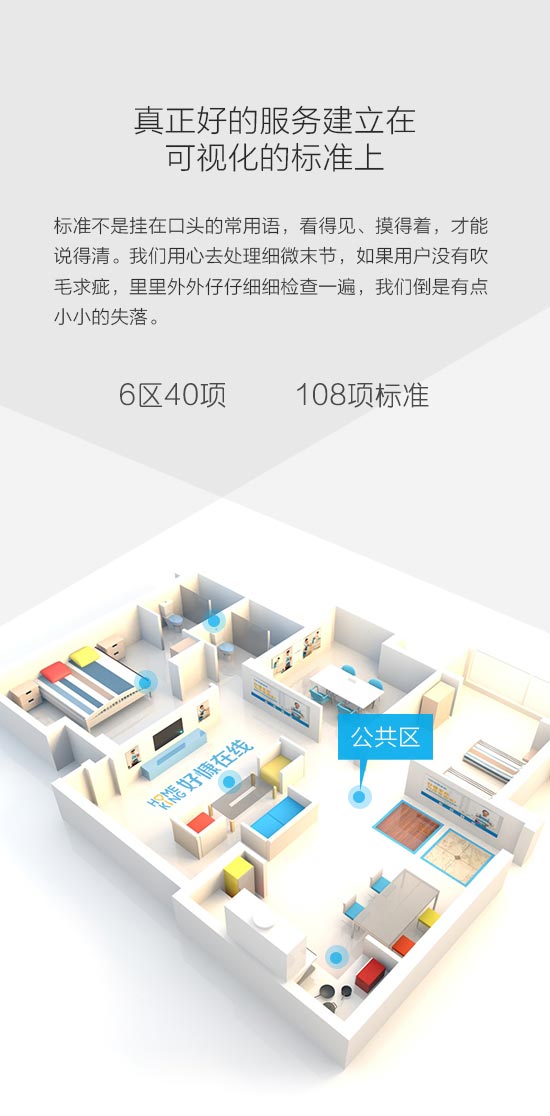 真正好的服务建立在
可视化的标准上
标准不是挂在口头的常用语，看得见、摸得着，才能
说得清。我们用心去处理细微末节，如果用户没有吹
毛求疵，里里外外仔仔细细检查一遍，我们倒是有点
小小的失落。
6区40项
108项标准
公共区
HOME
KING
好慷在线